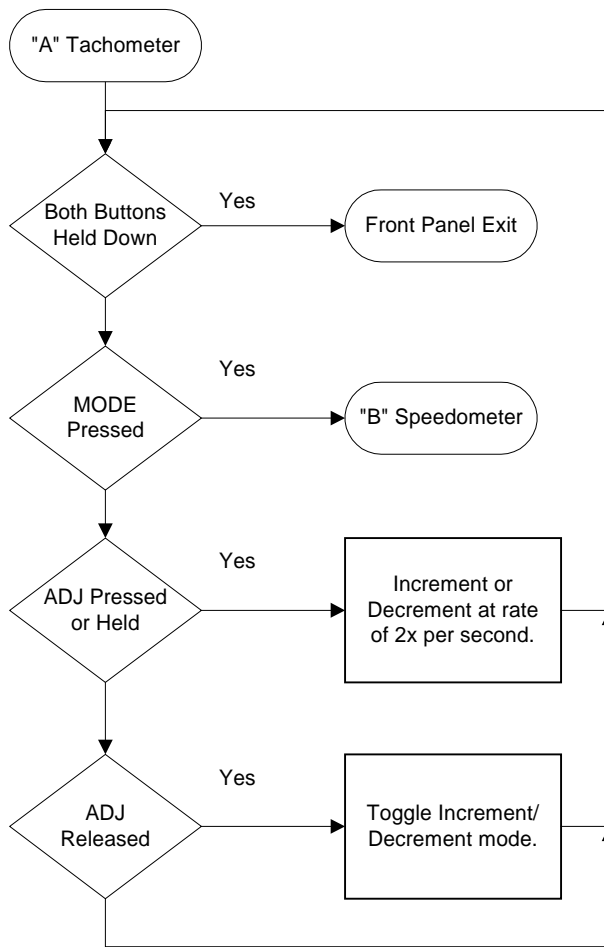 "A" Tachometer
Both Buttons
Held Down
Yes
Front Panel Exit
MODE
Pressed
Yes
"B" Speedometer
ADJ Pressed
or Held
Yes
Increment or
Decrement at rate
of 2x per second.
ADJ
Released
Yes
Toggle Increment/
Decrement mode.